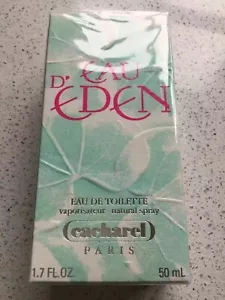 EAU
D'EDEN
EAU DE TOILETTE
vaporisateur - natural spray
cacharel
PARIS
1.7 FL.OZ 50 mL